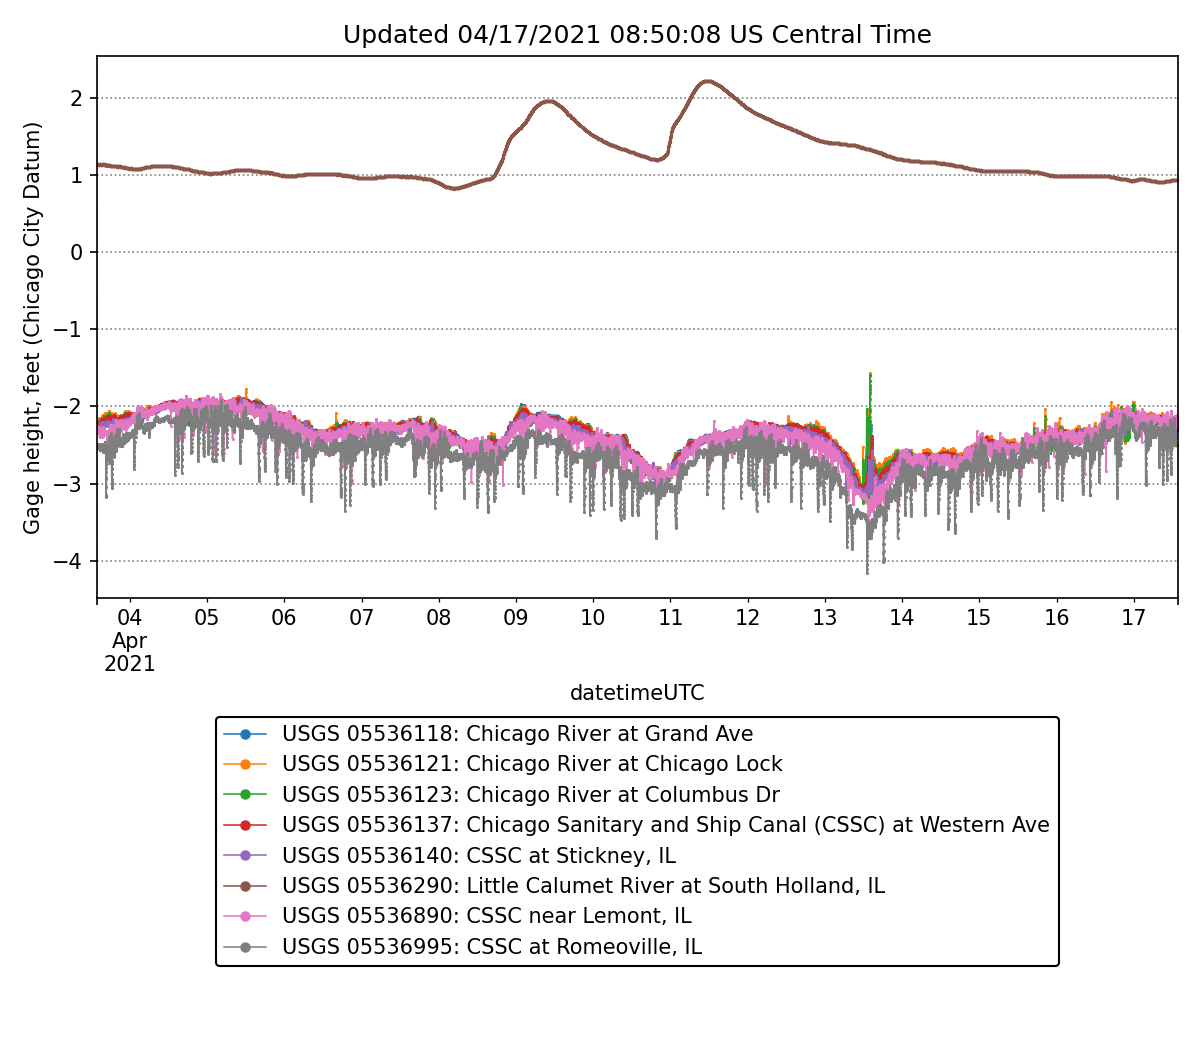 Updated 04/17/2021 08:50:08 US Central Time
Gage height, feet (Chicago City Datum)
2
1
0
−1
−2
−3
−4
04 05 06 07 08 09 10 11 12 13 14 15 16 17
Apr
2021
datetimeUTC
USGS 05536118: Chicago River at Grand Ave
USGS 05536121: Chicago River at Chicago Lock
USGS 05536123: Chicago River at Columbus Dr
USGS 05536137: Chicago Sanitary and Ship Canal (CSSC) at Western Ave
USGS 05536140: CSSC at Stickney, IL
USGS 05536290: Little Calumet River at South Holland, IL
USGS 05536890: CSSC near Lemont, IL
USGS 05536995: CSSC at Romeoville, IL